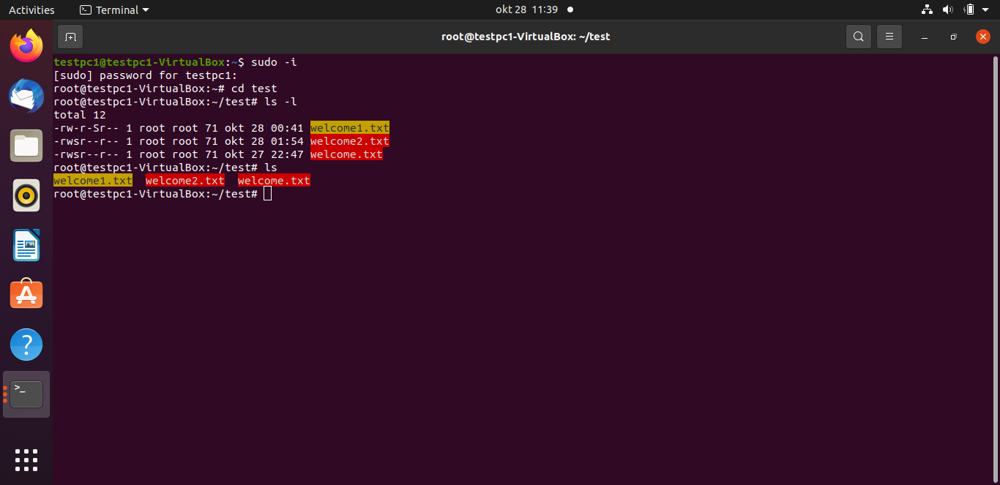 Activities Terminal okt 28 11:39
root@testpc1-VirtualBox: ~/test
testpc1@testpc1-VirtualBox:~$ sudo -i
[sudo] password for testpc1:
root@testpc1-VirtualBox:~# cd test
root@testpc1-VirtualBox:~/test# ls -l
total 12
-rw-r-Sr-- 1 root root 71 okt 28 00:41 welcome1.txt
-rwsr--r-- 1 root root 71 okt 28 01:54 welcome2.txt
-rwsr--r-- 1 root root 71 okt 27 22:47 welcome.txt
root@testpc1-VirtualBox:~/test# ls
welcome1.txt welcome2.txt welcome.txt
root@testpc1-VirtualBox:~/test#